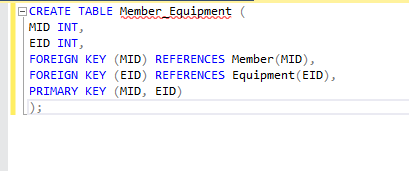 CREATE TABLE Member_Equipment (
MID INT,
EID INT,
FOREIGN KEY (MID) REFERENCES Member(MID),
FOREIGN KEY (EID) REFERENCES Equipment(EID),
PRIMARY KEY (MID, EID)
);